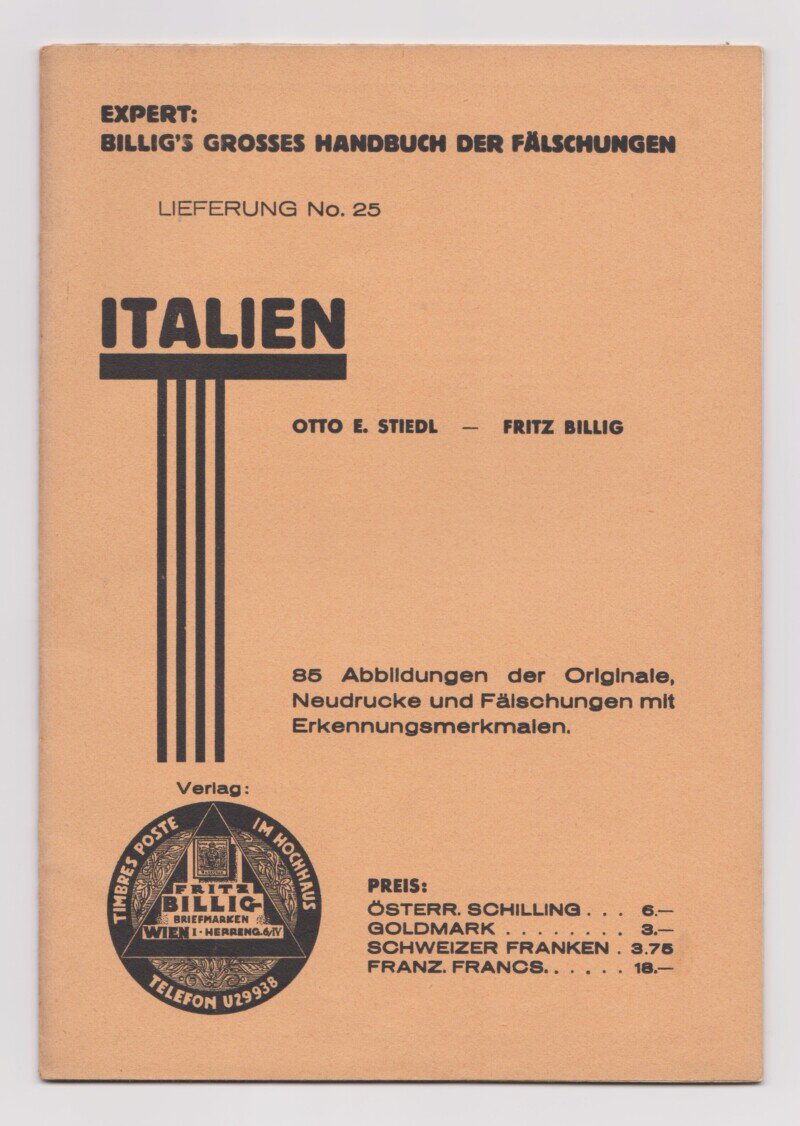 EXPERT:
BILLIG'S GROSSES HANDBUCH DER FÄLSCHUNGEN
LIEFERUNG No. 25
ITALIEN
OTTO E. STIEDL — FRITZ BILLIG
85 Abbildungen der Originale,
Neudrucke und Fälschungen mit
Erkennungsmerkmalen.
Verlag:
TIMBRES POSTE IM HOCHHAUS
FRITZ
BILLIG
BRIEFMARKEN
WIEN I · HERRENG. 6/IV
TELEFON U29938
PREIS:
ÖSTERR. SCHILLING . . . 6.—
GOLDMARK . . . . . . . . 3.—
SCHWEIZER FRANKEN . 3.75
FRANZ. FRANCS. . . . . . 18.—